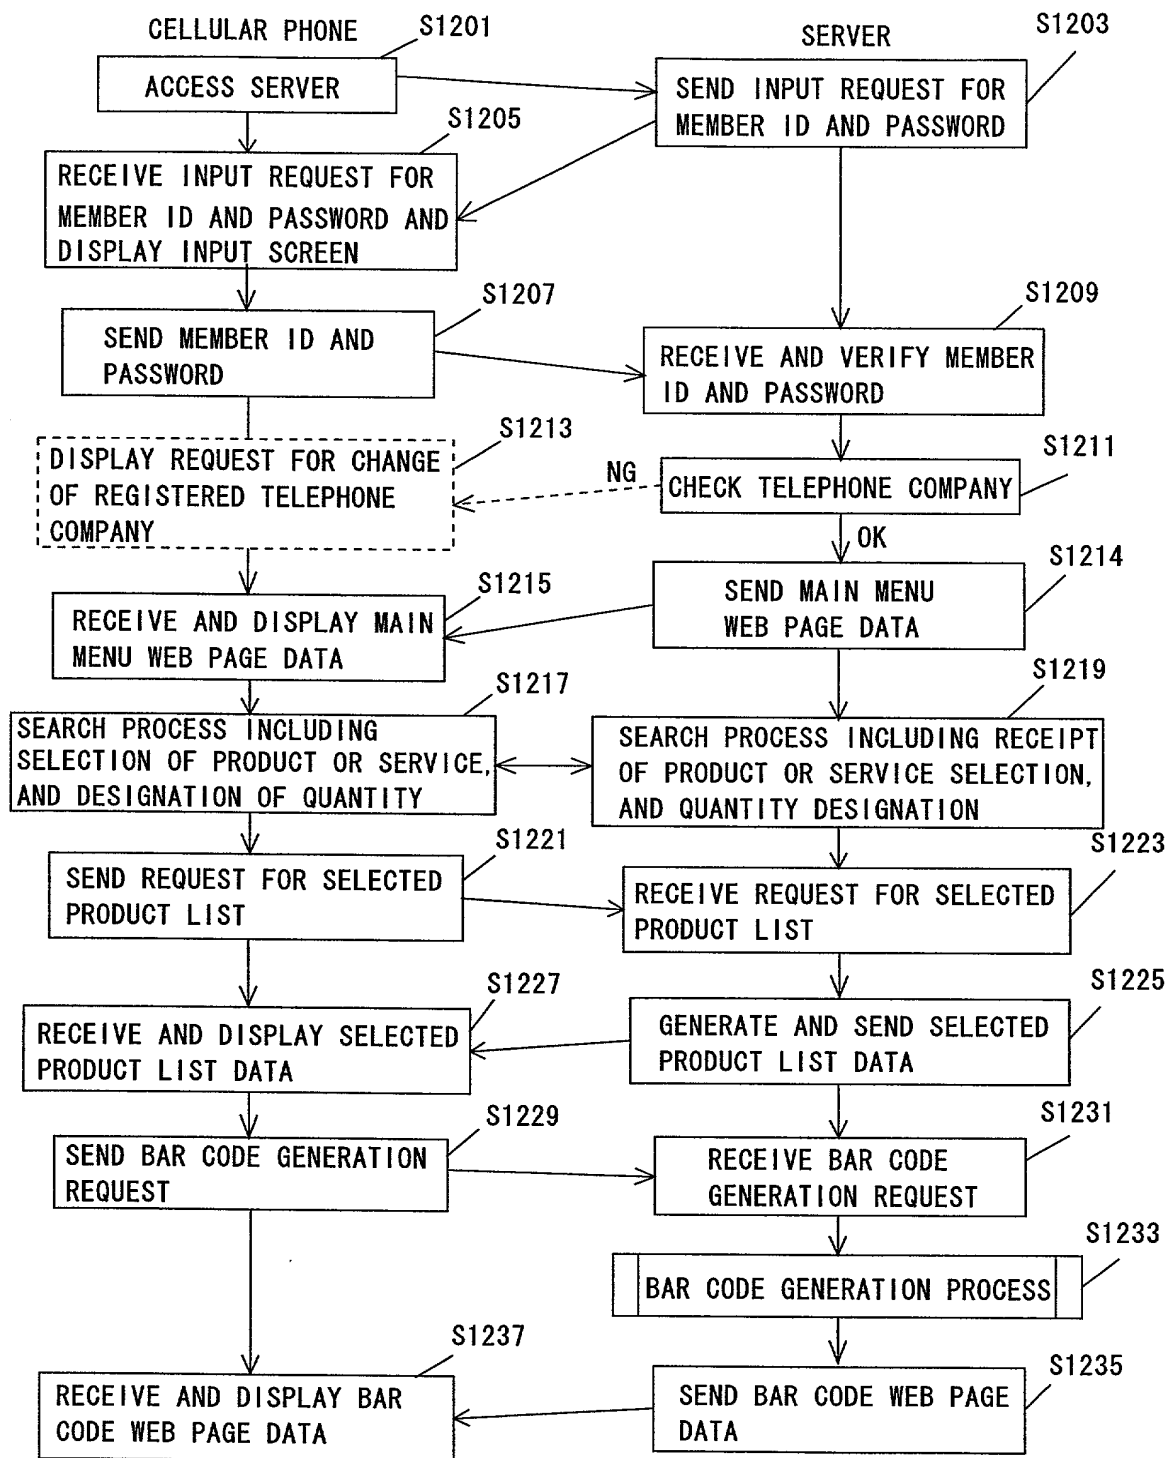 CELLULAR PHONE
S1201
SERVER
S1203
ACCESS SERVER
SEND INPUT REQUEST FOR
MEMBER ID AND PASSWORD
S1205
RECEIVE INPUT REQUEST FOR
MEMBER ID AND PASSWORD AND
DISPLAY INPUT SCREEN
S1207
SEND MEMBER ID AND
PASSWORD
S1209
RECEIVE AND VERIFY MEMBER
ID AND PASSWORD
S1213
DISPLAY REQUEST FOR CHANGE
OF REGISTERED TELEPHONE
COMPANY
NG
S1211
CHECK TELEPHONE COMPANY
OK
S1214
SEND MAIN MENU
WEB PAGE DATA
S1215
RECEIVE AND DISPLAY MAIN
MENU WEB PAGE DATA
S1217
SEARCH PROCESS INCLUDING
SELECTION OF PRODUCT OR SERVICE,
AND DESIGNATION OF QUANTITY
S1219
SEARCH PROCESS INCLUDING RECEIPT
OF PRODUCT OR SERVICE SELECTION,
AND QUANTITY DESIGNATION
S1221
SEND REQUEST FOR SELECTED
PRODUCT LIST
S1223
RECEIVE REQUEST FOR SELECTED
PRODUCT LIST
S1227
RECEIVE AND DISPLAY SELECTED
PRODUCT LIST DATA
S1225
GENERATE AND SEND SELECTED
PRODUCT LIST DATA
S1229
SEND BAR CODE GENERATION
REQUEST
S1231
RECEIVE BAR CODE
GENERATION REQUEST
S1233
BAR CODE GENERATION PROCESS
S1237
RECEIVE AND DISPLAY BAR
CODE WEB PAGE DATA
S1235
SEND BAR CODE WEB PAGE
DATA